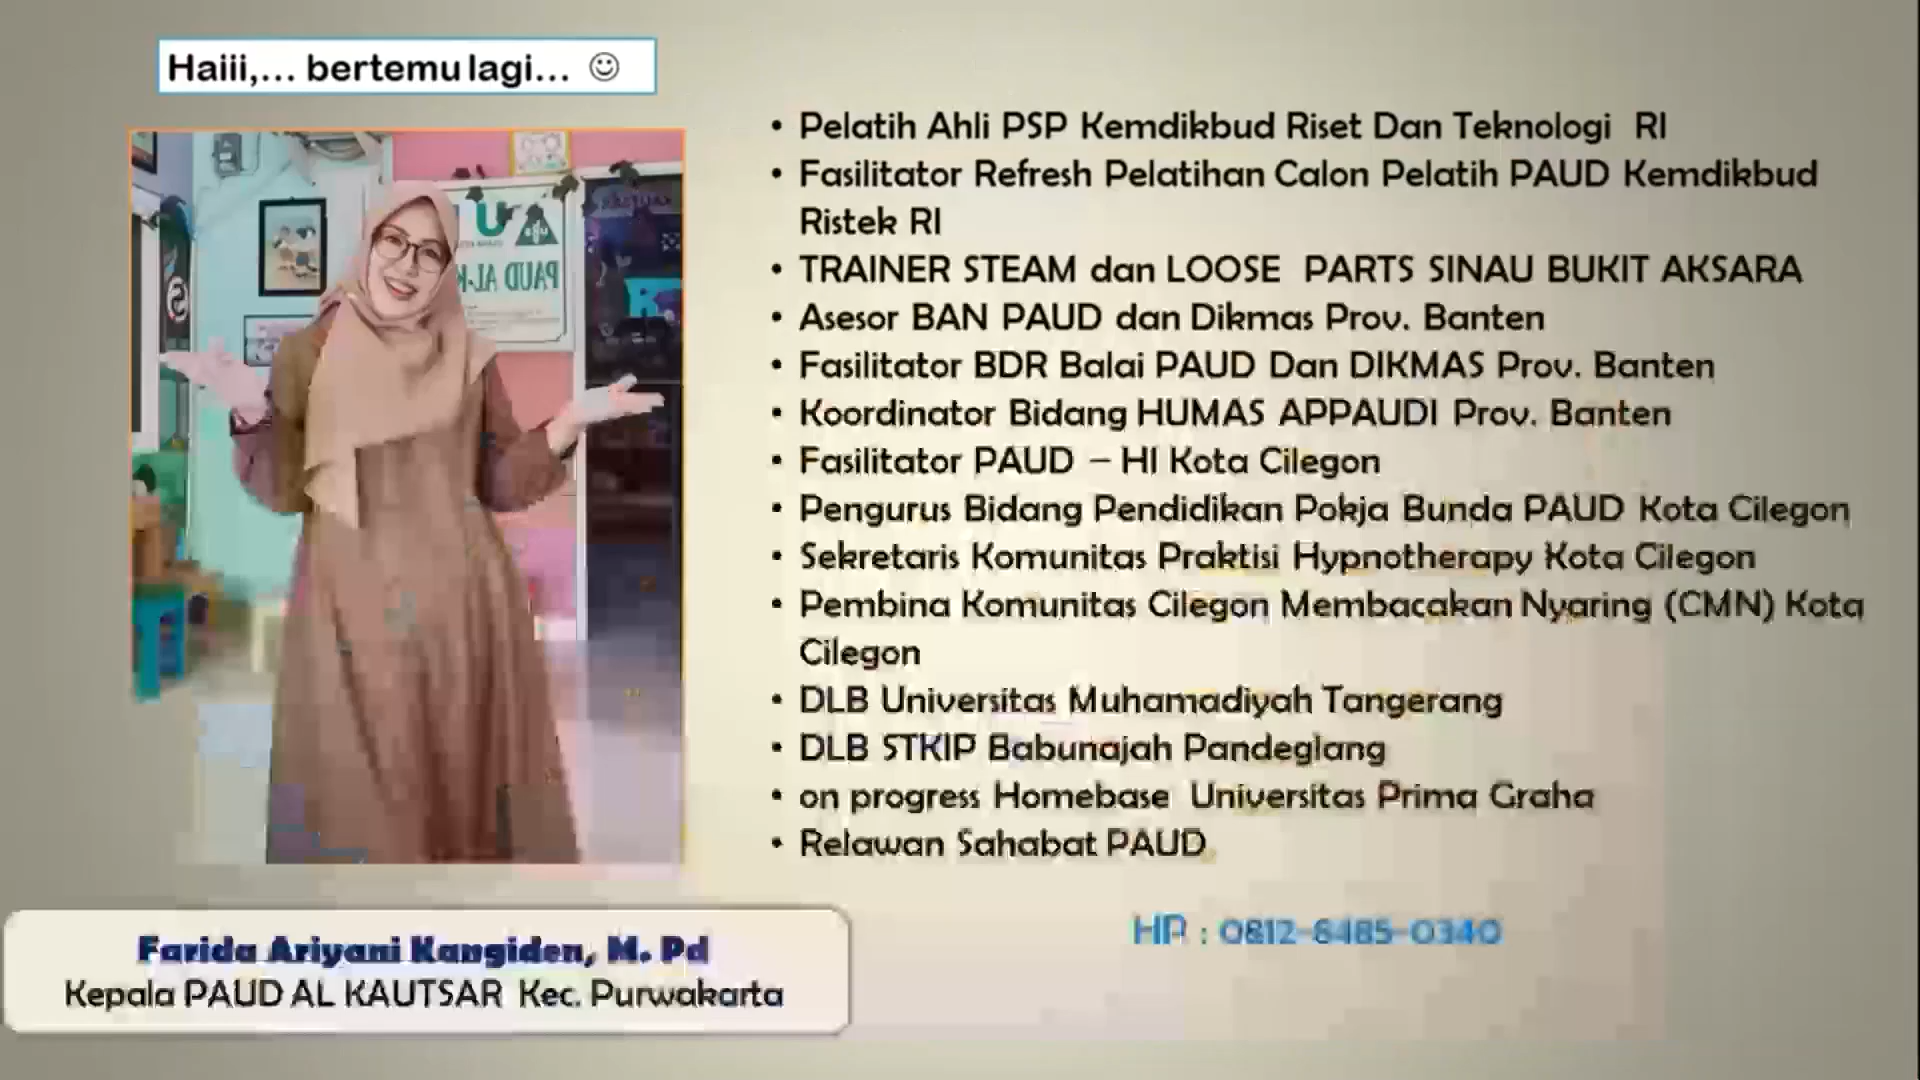 Haiii,... bertemu lagi... ☺
• Pelatih Ahli PSP Kemdikbud Riset Dan Teknologi RI
• Fasilitator Refresh Pelatihan Calon Pelatih PAUD Kemdikbud
Ristek RI
• TRAINER STEAM dan LOOSE PARTS SINAU BUKIT AKSARA
• Asesor BAN PAUD dan Dikmas Prov. Banten
• Fasilitator BDR Balai PAUD Dan DIKMAS Prov. Banten
• Koordinator Bidang HUMAS APPAUDI Prov. Banten
• Fasilitator PAUD – HI Kota Cilegon
• Pengurus Bidang Pendidikan Pokja Bunda PAUD Kota Cilegon
• Sekretaris Komunitas Praktisi Hypnotherapy Kota Cilegon
• Pembina Komunitas Cilegon Membacakan Nyaring (CMN) Kota
Cilegon
• DLB Universitas Muhamadiyah Tangerang
• DLB STKIP Babunajah Pandeglang
• on progress Homebase Universitas Prima Graha
• Relawan Sahabat PAUD
HP : 0812-8485-0340
Farida Ariyani Kangiden, M. Pd
Kepala PAUD AL KAUTSAR Kec. Purwakarta
PAUD AL-K